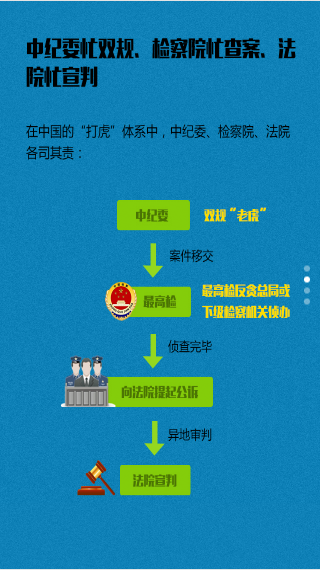 中纪委忙双规、检察院忙查案、法
院忙宣判
在中国的“打虎”体系中，中纪委、检察院、法院
各司其责：
中纪委 双规“老虎”
案件移交
最高检 最高检反贪总局或
下级检察机关侦办
侦查完毕
向法院提起公诉
异地审判
法院宣判